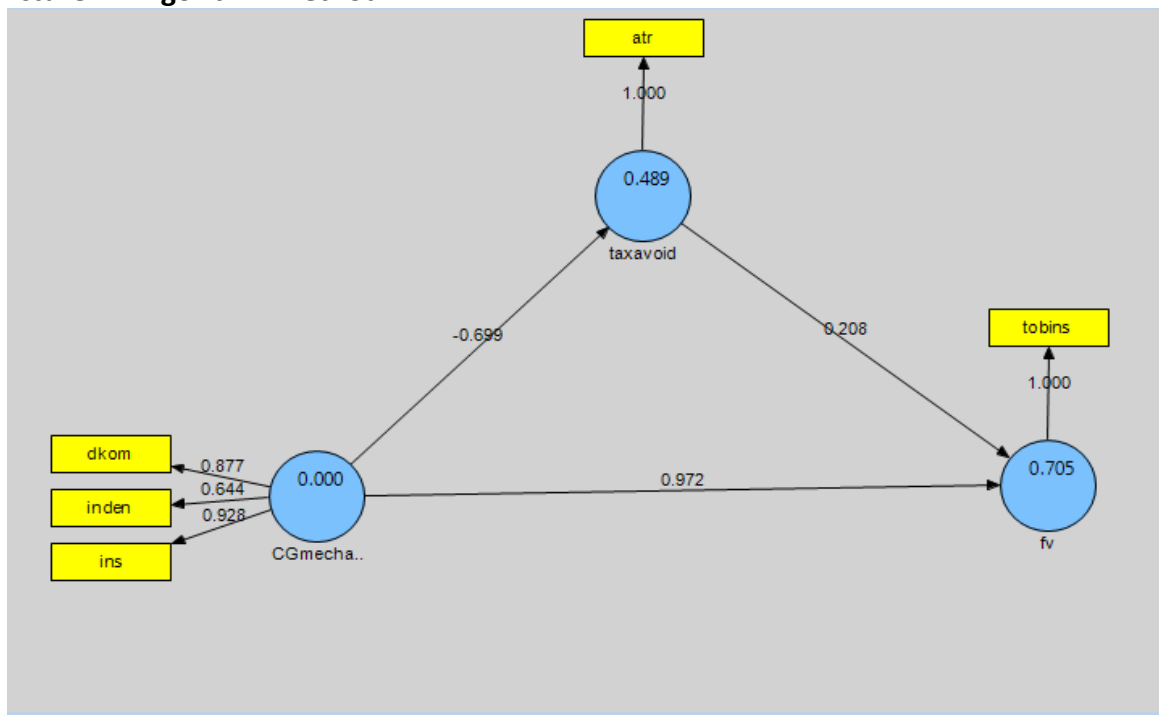 atr
1.000
0.489
taxavoid
-0.699
0.208
tobins
1.000
dkom
0.877
inden
0.644
ins
0.928
0.000
CGmecha..
0.972
0.705
fv